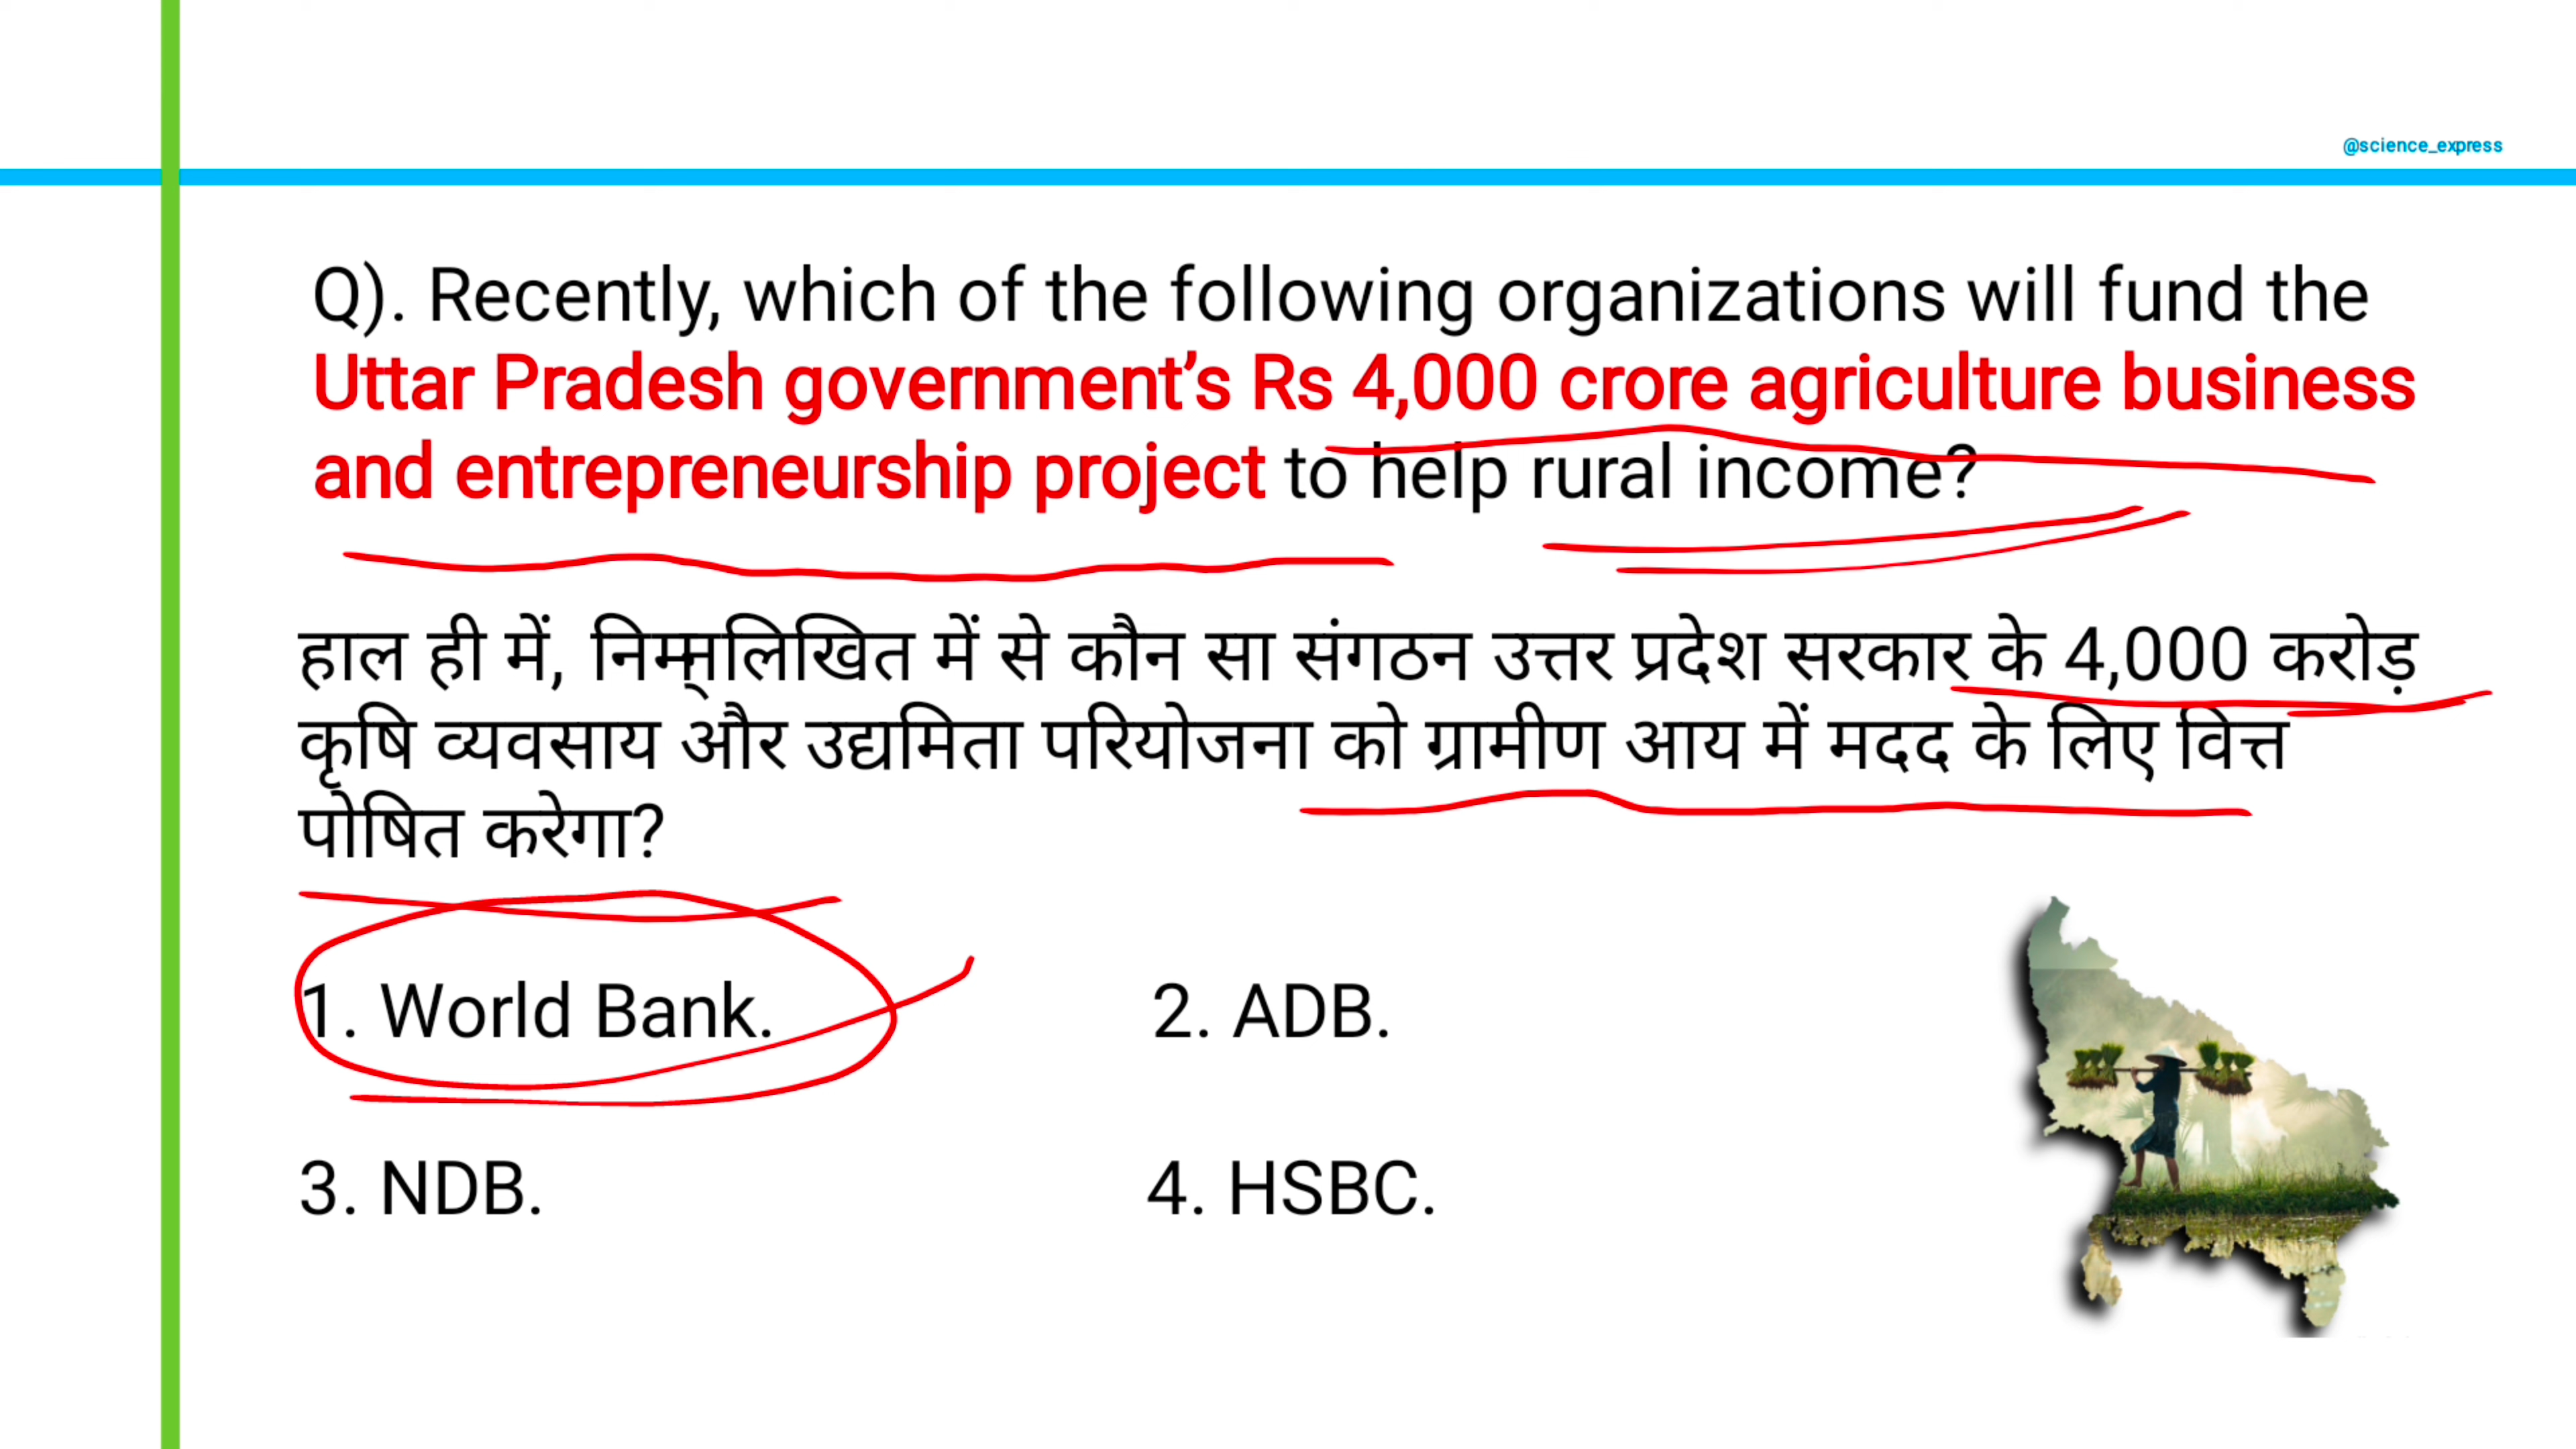 @science_express
Q). Recently, which of the following organizations will fund the
Uttar Pradesh government’s Rs 4,000 crore agriculture business
and entrepreneurship project to help rural income?
हाल ही में, निम्नलिखित में से कौन सा संगठन उत्तर प्रदेश सरकार के 4,000 करोड़
कृषि व्यवसाय और उद्यमिता परियोजना को ग्रामीण आय में मदद के लिए वित्त
पोषित करेगा?
1. World Bank.
2. ADB.
3. NDB.
4. HSBC.